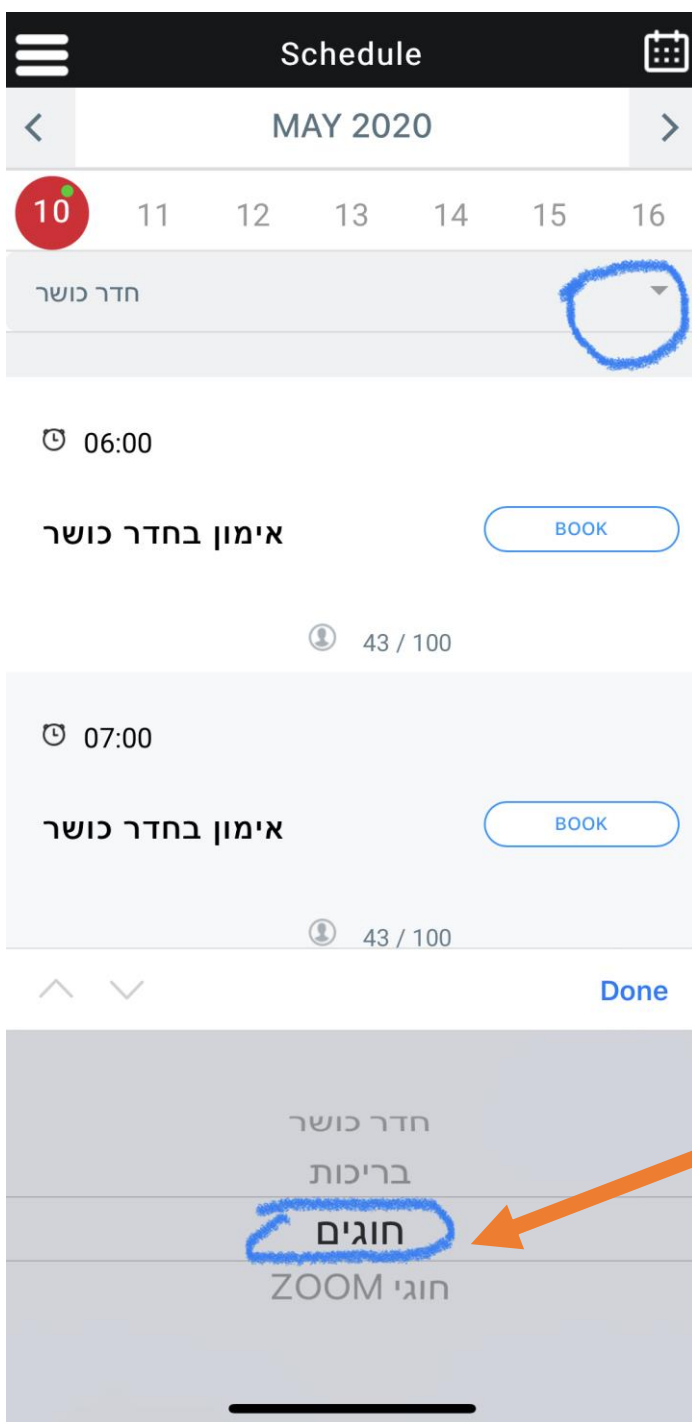 Schedule
MAY 2020
10 11 12 13 14 15 16
חדר כושר
06:00
אימון בחדר כושר
BOOK
43 / 100
07:00
אימון בחדר כושר
BOOK
43 / 100
Done
חדר כושר
בריכות
חוגים
חוגי ZOOM